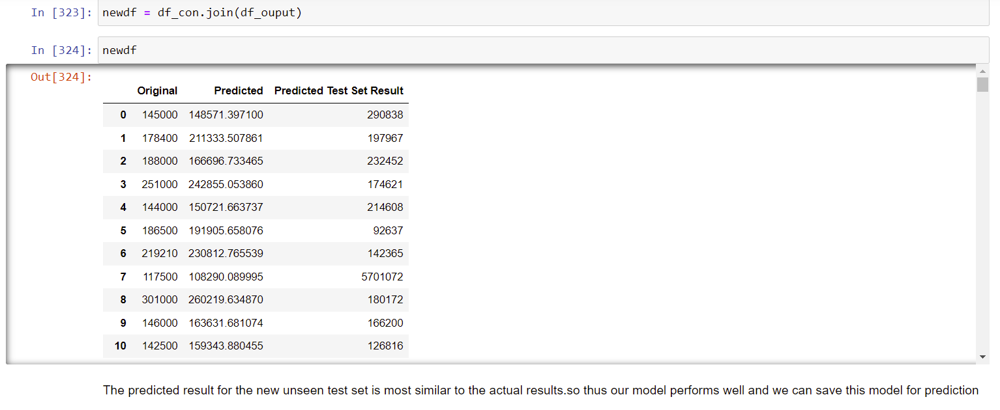 In [323]: newdf = df_con.join(df_ouput)
In [324]: newdf
Out[324]:
Original Predicted Predicted Test Set Result
0 145000 148571.397100 290838
1 178400 211333.507861 197967
2 188000 166696.733465 232452
3 251000 242855.053860 174621
4 144000 150721.663737 214608
5 186500 191905.658076 92637
6 219210 230812.765539 142365
7 117500 108290.089995 5701072
8 301000 260219.634870 180172
9 146000 163631.681074 166200
10 142500 159343.880455 126816
The predicted result for the new unseen test set is most similar to the actual results.so thus our model performs well and we can save this model for prediction